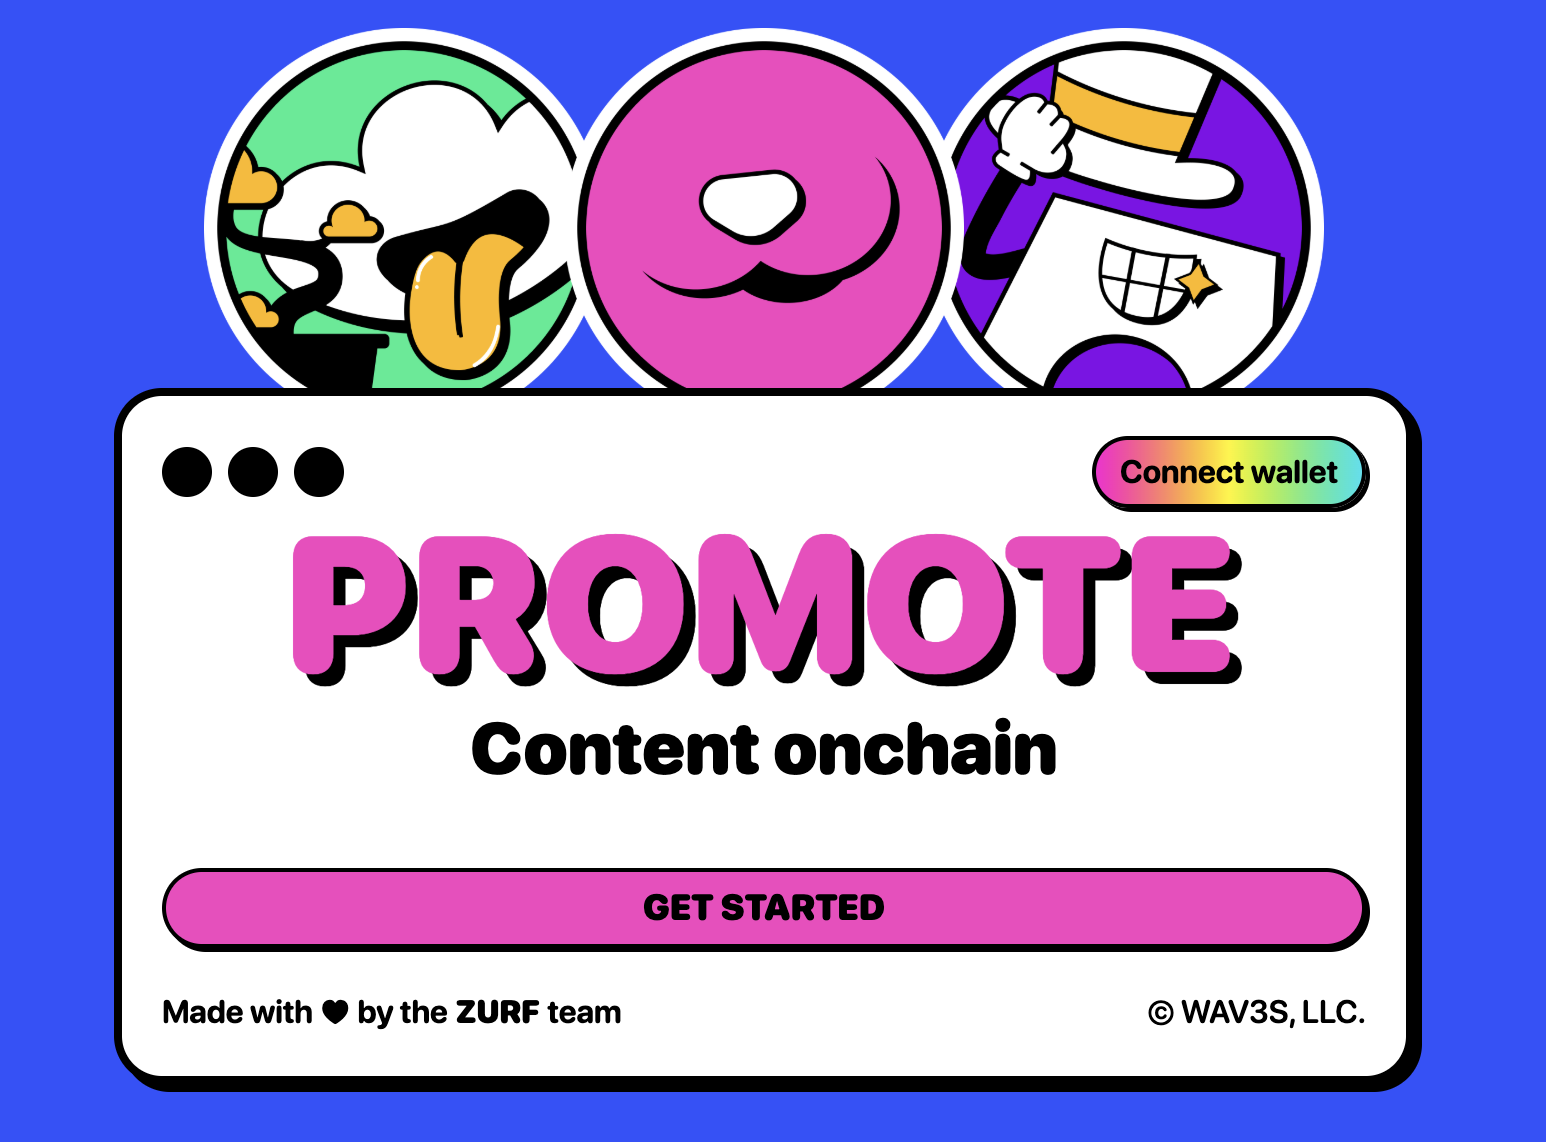 Connect wallet
PROMOTE
Content onchain
GET STARTED
Made with 🖤 by the ZURF team
© WAV3S, LLC.